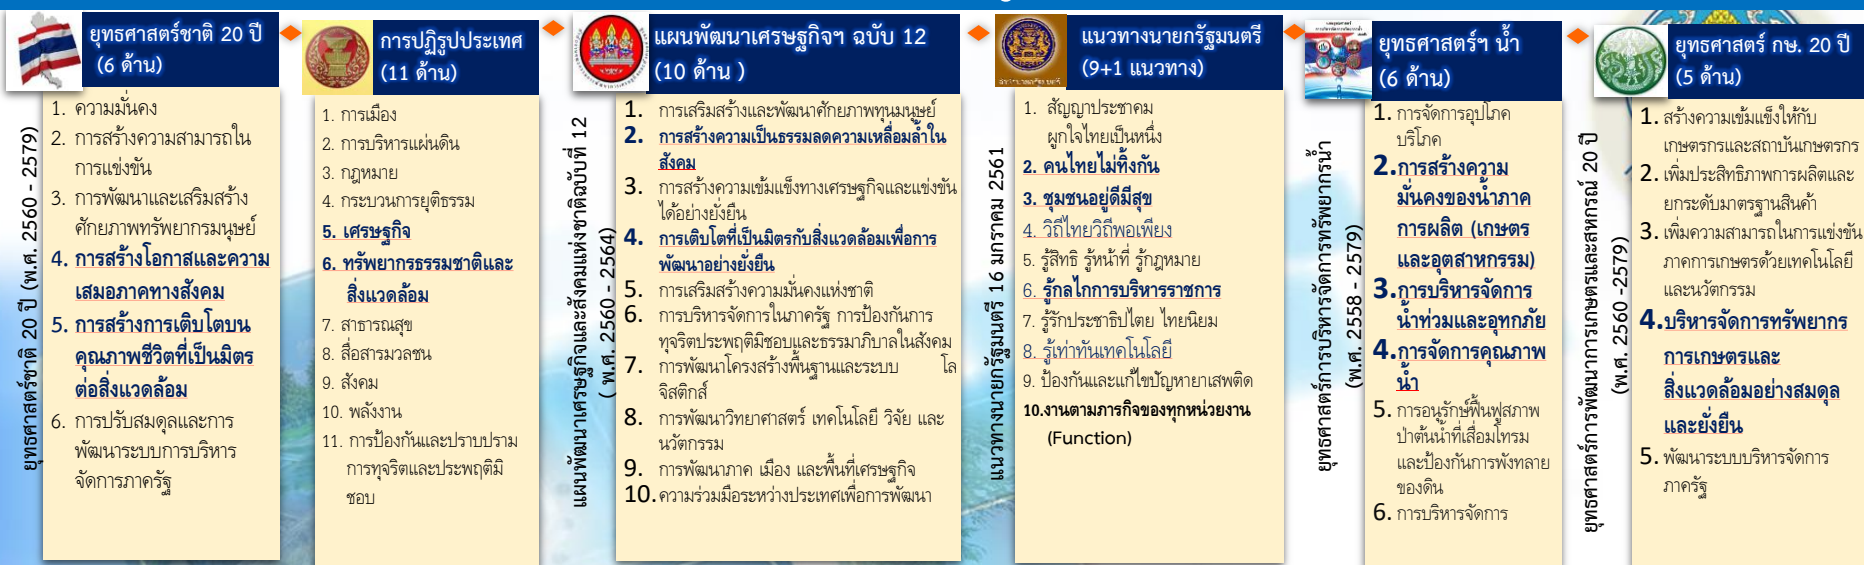 ยุทธศาสตร์ชาติ 20 ปี
(6 ด้าน)
ยุทธศาสตร์ชาติ 20 ปี (พ.ศ. 2560 - 2579)
1. ความมั่นคง
2. การสร้างความสามารถใน
การแข่งขัน
3. การพัฒนาและเสริมสร้าง
ศักยภาพทรัพยากรมนุษย์
4. การสร้างโอกาสและความ
เสมอภาคทางสังคม
5. การสร้างการเติบโตบน
คุณภาพชีวิตที่เป็นมิตร
ต่อสิ่งแวดล้อม
6. การปรับสมดุลและการ
พัฒนาระบบการบริหาร
จัดการภาครัฐ
การปฏิรูปประเทศ
(11 ด้าน)
1. การเมือง
2. การบริหารแผ่นดิน
3. กฎหมาย
4. กระบวนการยุติธรรม
5. เศรษฐกิจ
6. ทรัพยากรธรรมชาติและ
สิ่งแวดล้อม
7. สาธารณสุข
8. สื่อสารมวลชน
9. สังคม
10. พลังงาน
11. การป้องกันและปราบปราม
การทุจริตและประพฤติมิ
ชอบ
แผนพัฒนาเศรษฐกิจฯ ฉบับ 12
(10 ด้าน )
แผนพัฒนาเศรษฐกิจและสังคมแห่งชาติฉบับที่ 12
( พ.ศ. 2560 - 2564)
1. การเสริมสร้างและพัฒนาศักยภาพทุนมนุษย์
2. การสร้างความเป็นธรรมลดความเหลื่อมล้ำใน
สังคม
3. การสร้างความเข้มแข็งทางเศรษฐกิจและแข่งขัน
ได้อย่างยั่งยืน
4. การเติบโตที่เป็นมิตรกับสิ่งแวดล้อมเพื่อการ
พัฒนาอย่างยั่งยืน
5. การเสริมสร้างความมั่นคงแห่งชาติ
6. การบริหารจัดการในภาครัฐ การป้องกันการ
ทุจริตประพฤติมิชอบและธรรมาภิบาลในสังคม
7. การพัฒนาโครงสร้างพื้นฐานและระบบ โล
จิสติกส์
8. การพัฒนาวิทยาศาสตร์ เทคโนโลยี วิจัย และ
นวัตกรรม
9. การพัฒนาภาค เมือง และพื้นที่เศรษฐกิจ
10. ความร่วมมือระหว่างประเทศเพื่อการพัฒนา
แนวทางนายกรัฐมนตรี
(9+1 แนวทาง)
แนวทางนายกรัฐมนตรี 16 มกราคม 2561
1. สัญญาประชาคม
ผูกใจไทยเป็นหนึ่ง
2. คนไทยไม่ทิ้งกัน
3. ชุมชนอยู่ดีมีสุข
4. วิถีไทยวิถีพอเพียง
5. รู้สิทธิ รู้หน้าที่ รู้กฎหมาย
6. รู้กลไกการบริหารราชการ
7. รู้รักประชาธิปไตย ไทยนิยม
8. รู้เท่าทันเทคโนโลยี
9. ป้องกันและแก้ไขปัญหายาเสพติด
10.งานตามภารกิจของทุกหน่วยงาน
(Function)
ยุทธศาสตร์ฯ น้ำ
(6 ด้าน)
ยุทธศาสตร์การบริหารจัดการทรัพยากรน้ำ
(พ.ศ. 2558 - 2579)
1. การจัดการอุปโภค
บริโภค
2.การสร้างความ
มั่นคงของน้ำภาค
การผลิต (เกษตร
และอุตสาหกรรม)
3.การบริหารจัดการ
น้ำท่วมและอุทกภัย
4.การจัดการคุณภาพ
น้ำ
5. การอนุรักษ์ฟื้นฟูสภาพ
ป่าต้นน้ำที่เสื่อมโทรม
และป้องกันการพังทลาย
ของดิน
6. การบริหารจัดการ
ยุทธศาสตร์ กษ. 20 ปี
(5 ด้าน)
ยุทธศาสตร์การพัฒนาการเกษตรและสหกรณ์ 20 ปี
(พ.ศ. 2560 -2579)
1. สร้างความเข้มแข็งให้กับ
เกษตรกรและสถาบันเกษตรกร
2. เพิ่มประสิทธิภาพการผลิตและ
ยกระดับมาตรฐานสินค้า
3. เพิ่มความสามารถในการแข่งขัน
ภาคการเกษตรด้วยเทคโนโลยี
และนวัตกรรม
4.บริหารจัดการทรัพยากร
การเกษตรและ
สิ่งแวดล้อมอย่างสมดุล
และยั่งยืน
5. พัฒนาระบบบริหารจัดการ
ภาครัฐ